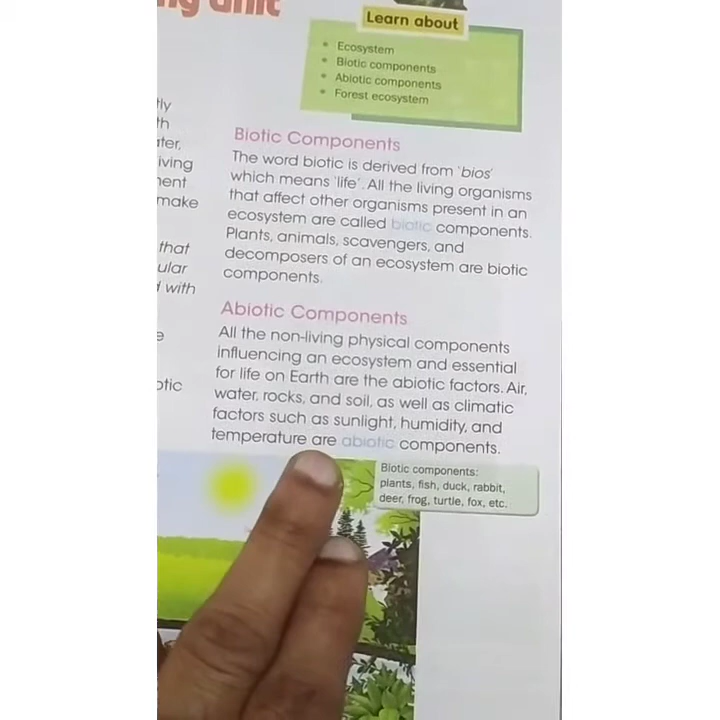 unit
Learn about
• Ecosystem
• Biotic components
• Abiotic components
• Forest ecosystem
Biotic Components
The word biotic is derived from 'bios'
which means 'life'. All the living organisms
that affect other organisms present in an
ecosystem are called biotic components.
Plants, animals, scavengers, and
decomposers of an ecosystem are biotic
components.
Abiotic Components
All the non-living physical components
influencing an ecosystem and essential
for life on Earth are the abiotic factors. Air,
water, rocks, and soil, as well as climatic
factors such as sunlight, humidity, and
temperature are abiotic components.
Biotic components:
plants, fish, duck, rabbit,
deer, frog, turtle, fox, etc.
make
that
with